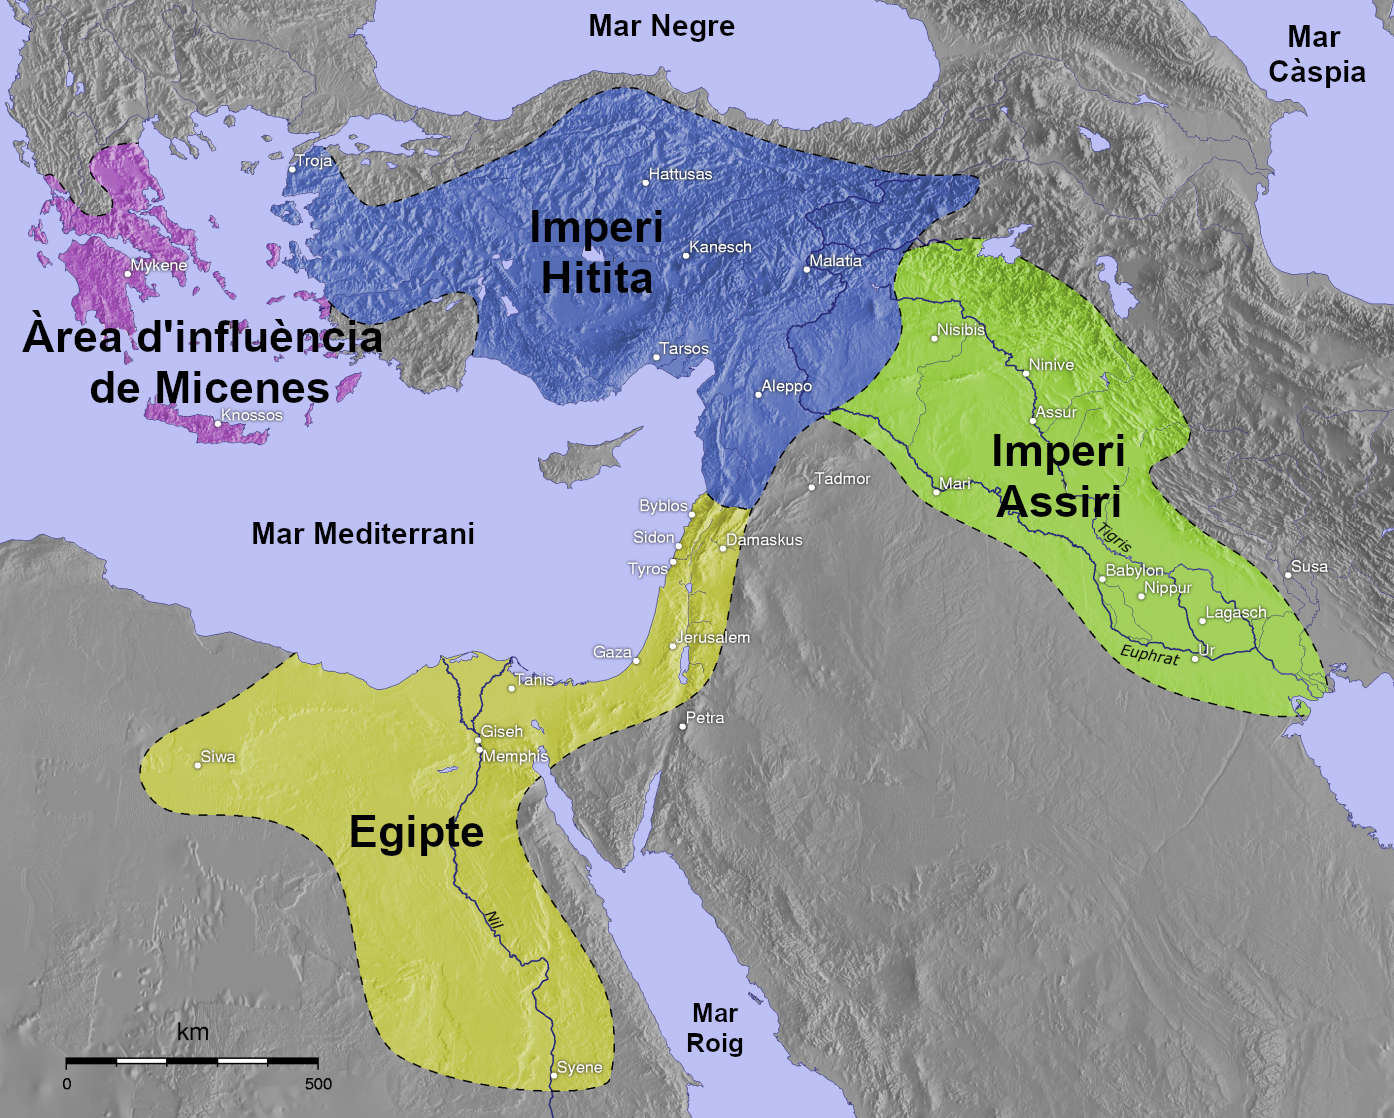 Mar Negre
Mar
Càspia
Troja
Hattusas
Imperi
Hitita
Kanesch
Malatia
Mykene
Àrea d'influència
de Micenes
Nisibis
Tarsos
Ninive
Aleppo
Knossos
Assur
Imperi
Assiri
Tadmor
Mari
Byblos
Mar Mediterrani
Sidon
Damaskus
Tigris
Tyros
Babylon
Susa
Nippur
Lagasch
Jerusalem
Gaza
Euphrat
Ur
Tanis
Petra
Giseh
Siwa
Memphis
Egipte
Nil
Mar
Roig
km
0 500
Syene